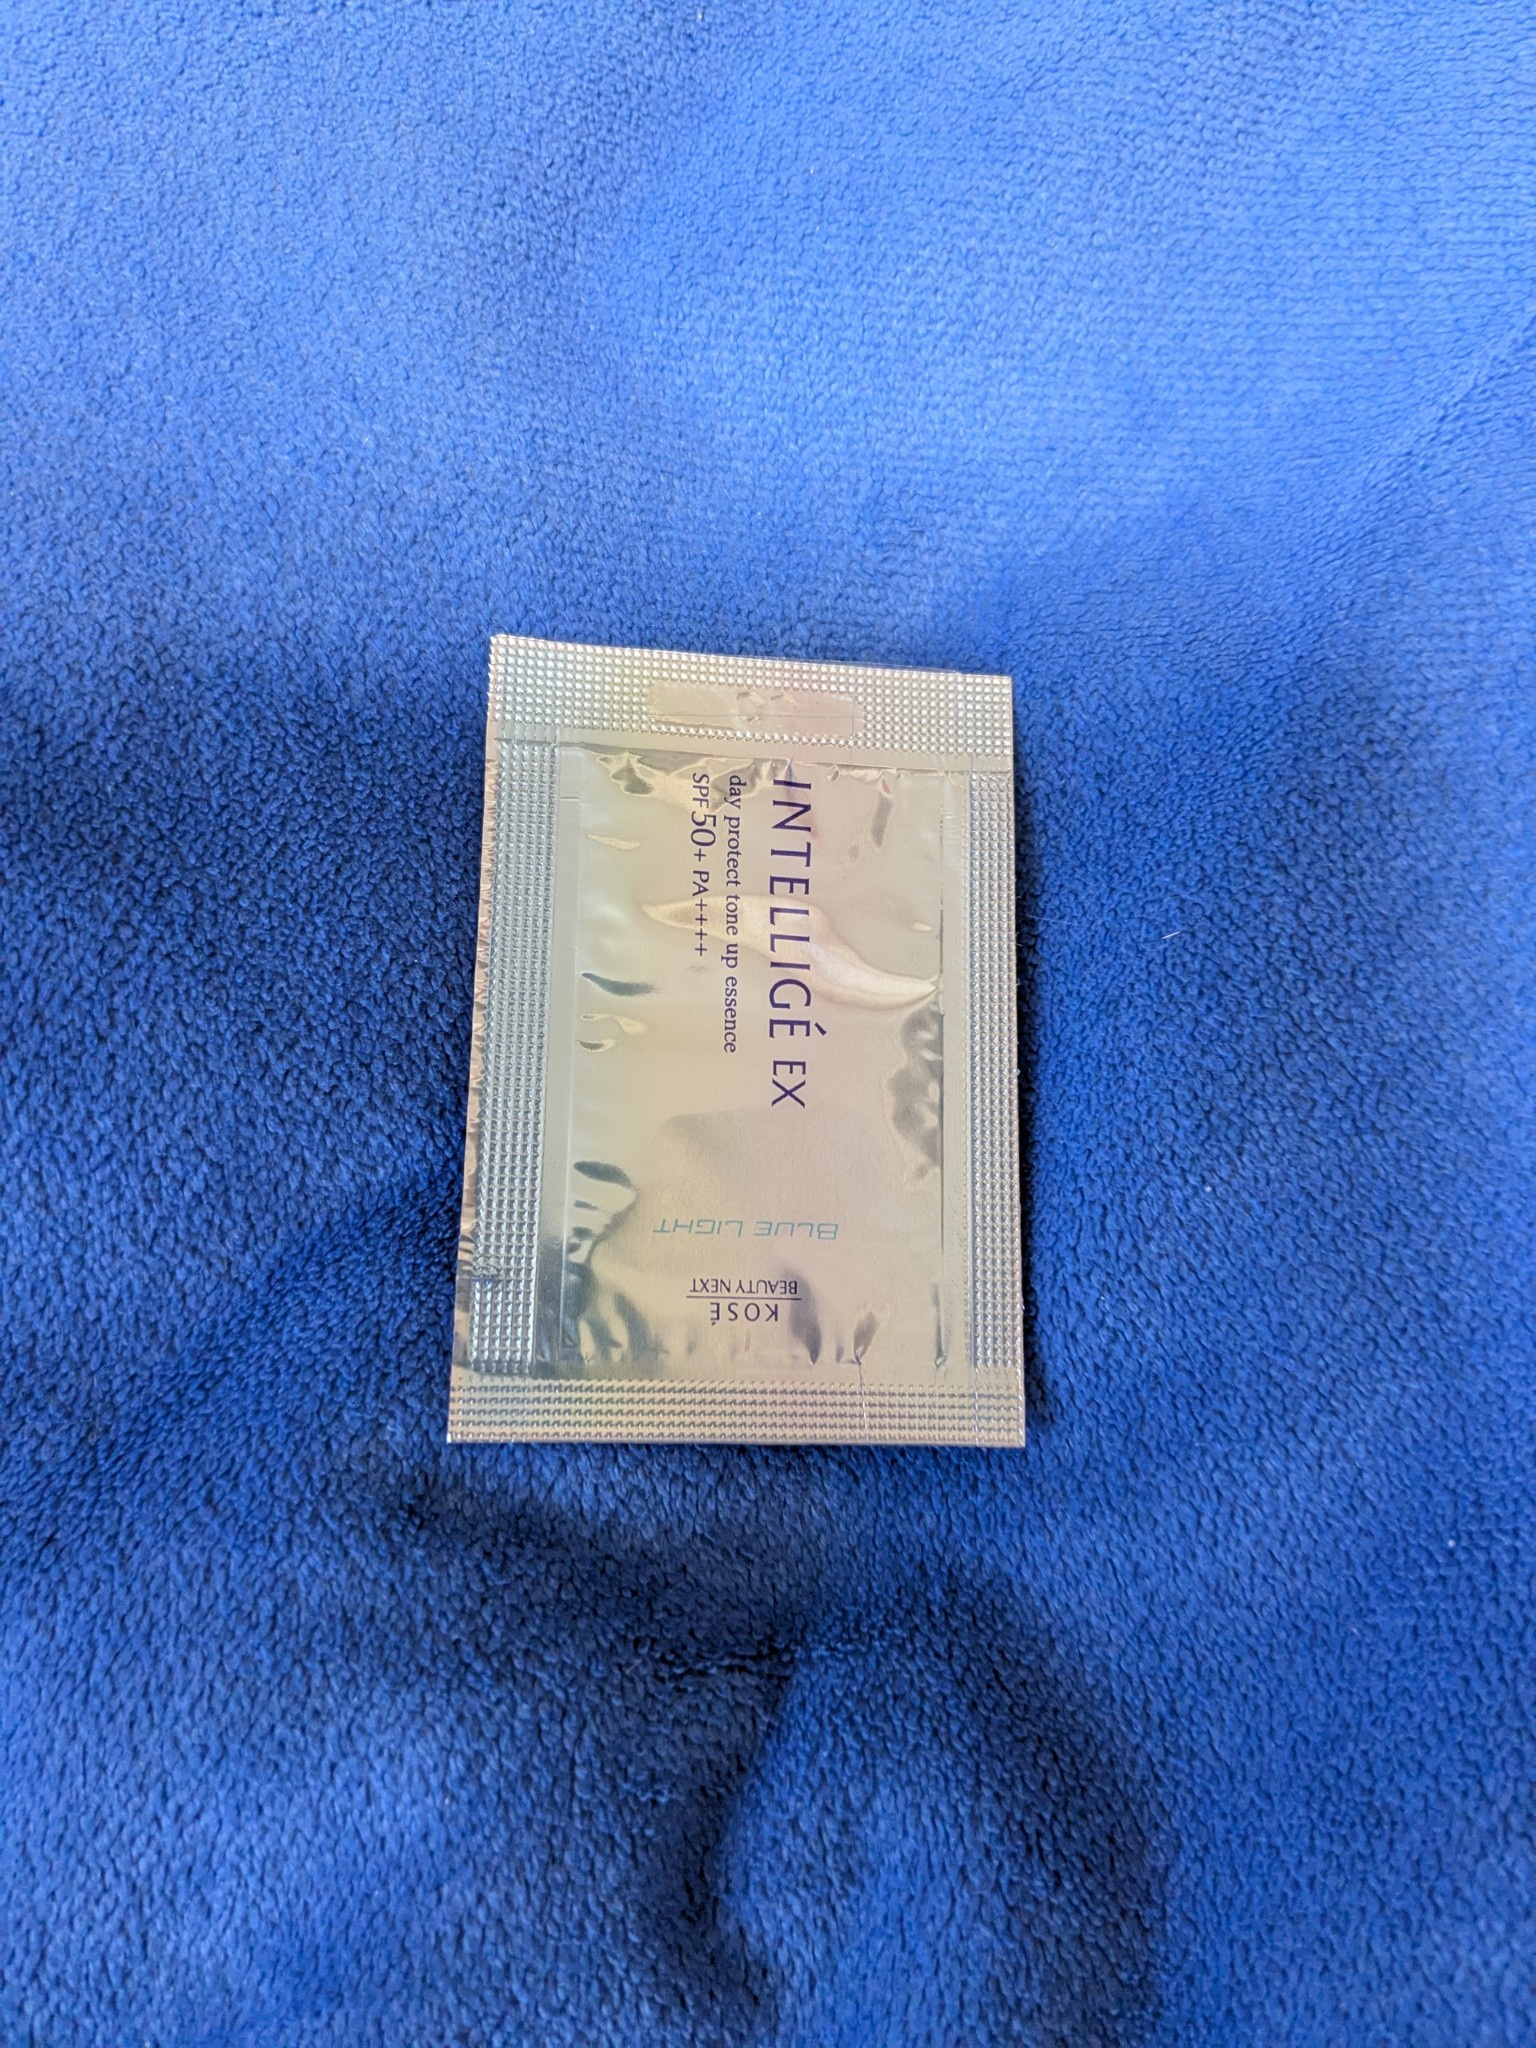 INTELLIGÉ EX
day protect tone up essence
SPF50+ PA++++
BLUE LIGHT
KOSÉ
BEAUTY NEXT